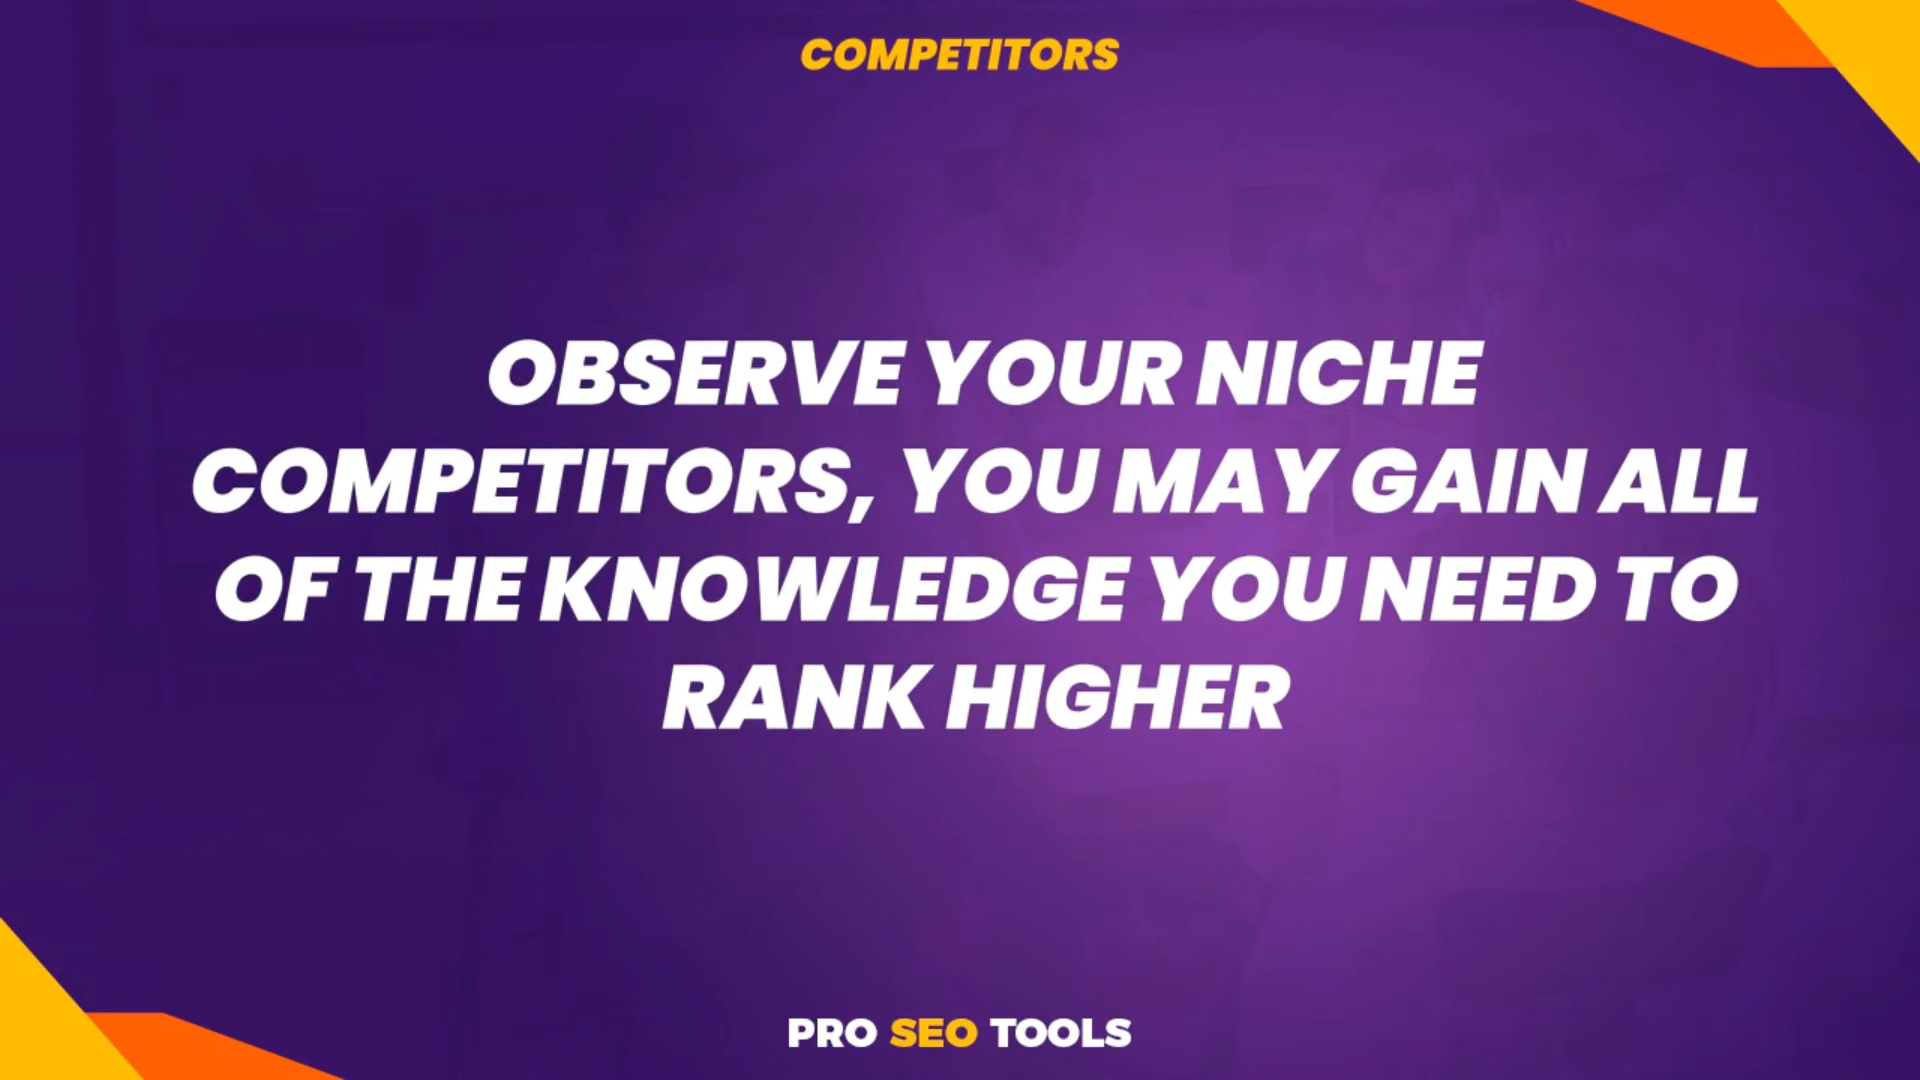 COMPETITORS
OBSERVE YOUR NICHE
COMPETITORS, YOU MAY GAIN ALL
OF THE KNOWLEDGE YOU NEED TO
RANK HIGHER
PRO SEO TOOLS